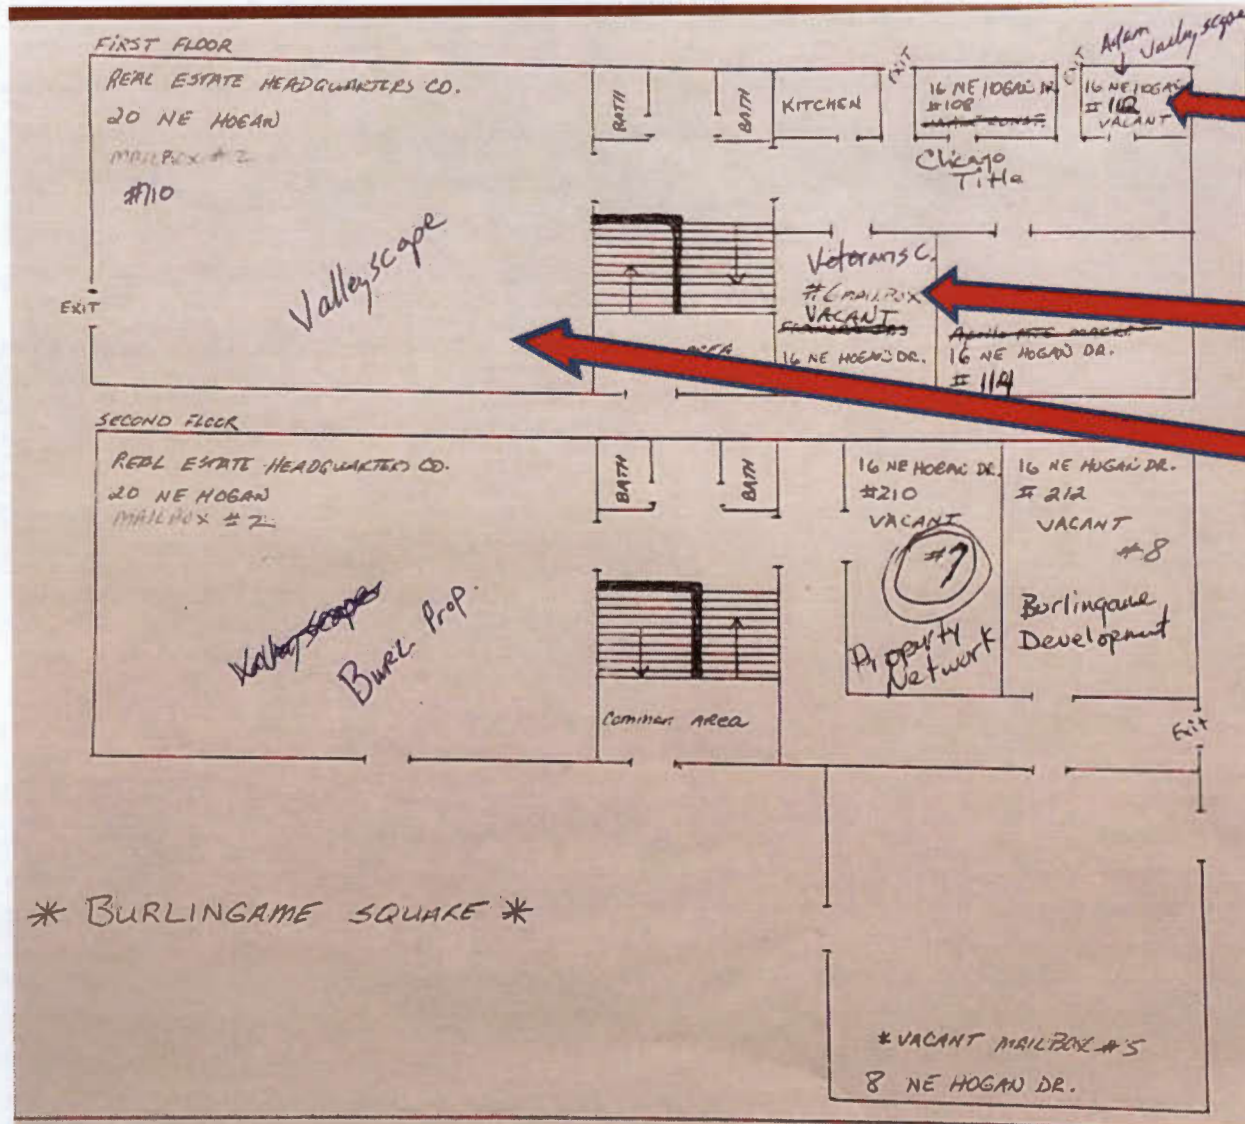 FIRST FLOOR
REAL ESTATE HEADQUARTERS CO.
20 NE HOGAN
MAILBOX # 2
#710
Valleyscape
EXIT
BATH
BATH
KITCHEN
EXIT
16 NE HOGAN DR.
#108
Chicago
Title
EXIT
Adam
Valleyscape
16 NE HOGAN
# 112
VACANT
Veterans C.
#6 MAILBOX
VACANT
16 NE HOGAN DR.
16 NE HOGAN DR.
# 114
AREA
SECOND FLOOR
REAL ESTATE HEADQUARTERS CO.
20 NE HOGAN
MAILBOX # 2
Valleyscape
Burl Prop.
BATH
BATH
Common Area
16 NE HOGAN DR.
#210
VACANT
#7
Property
Network
16 NE HOGAN DR.
# 212
VACANT
#8
Burlingame
Development
Exit
* BURLINGAME SQUARE *
* VACANT MAILBOX #5
8 NE HOGAN DR.